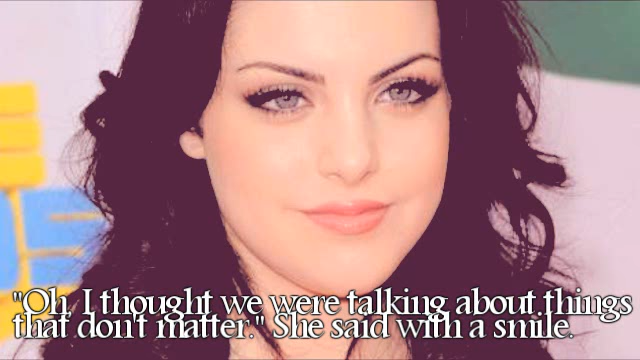 "Oh, I thought we were talking about things
that don't matter." She said with a smile.